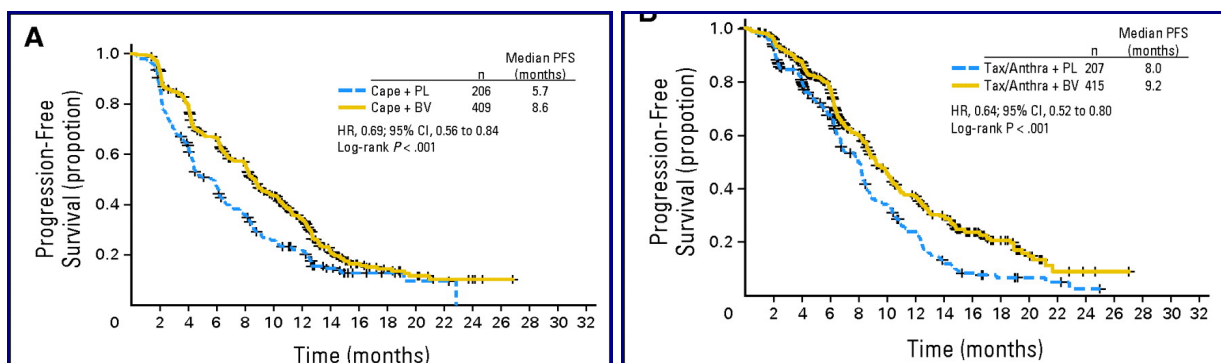 A
Median PFS
n (months)
Cape + PL 206 5.7
Cape + BV 409 8.6
HR, 0.69; 95% CI, 0.56 to 0.84
Log-rank P < .001
1.0
0.8
0.6
0.4
0.2
Progression-Free
Survival (propotion)
0 2 4 6 8 10 12 14 16 18 20 22 24 26 28 30 32
Time (months)
B
Median PFS
n (months)
Tax/Anthra + PL 207 8.0
Tax/Anthra + BV 415 9.2
HR, 0.64; 95% CI, 0.52 to 0.80
Log-rank P < .001
1.0
0.8
0.6
0.4
0.2
Progression-Free
Survival (propotion)
0 2 4 6 8 10 12 14 16 18 20 22 24 26 28 30 32
Time (months)